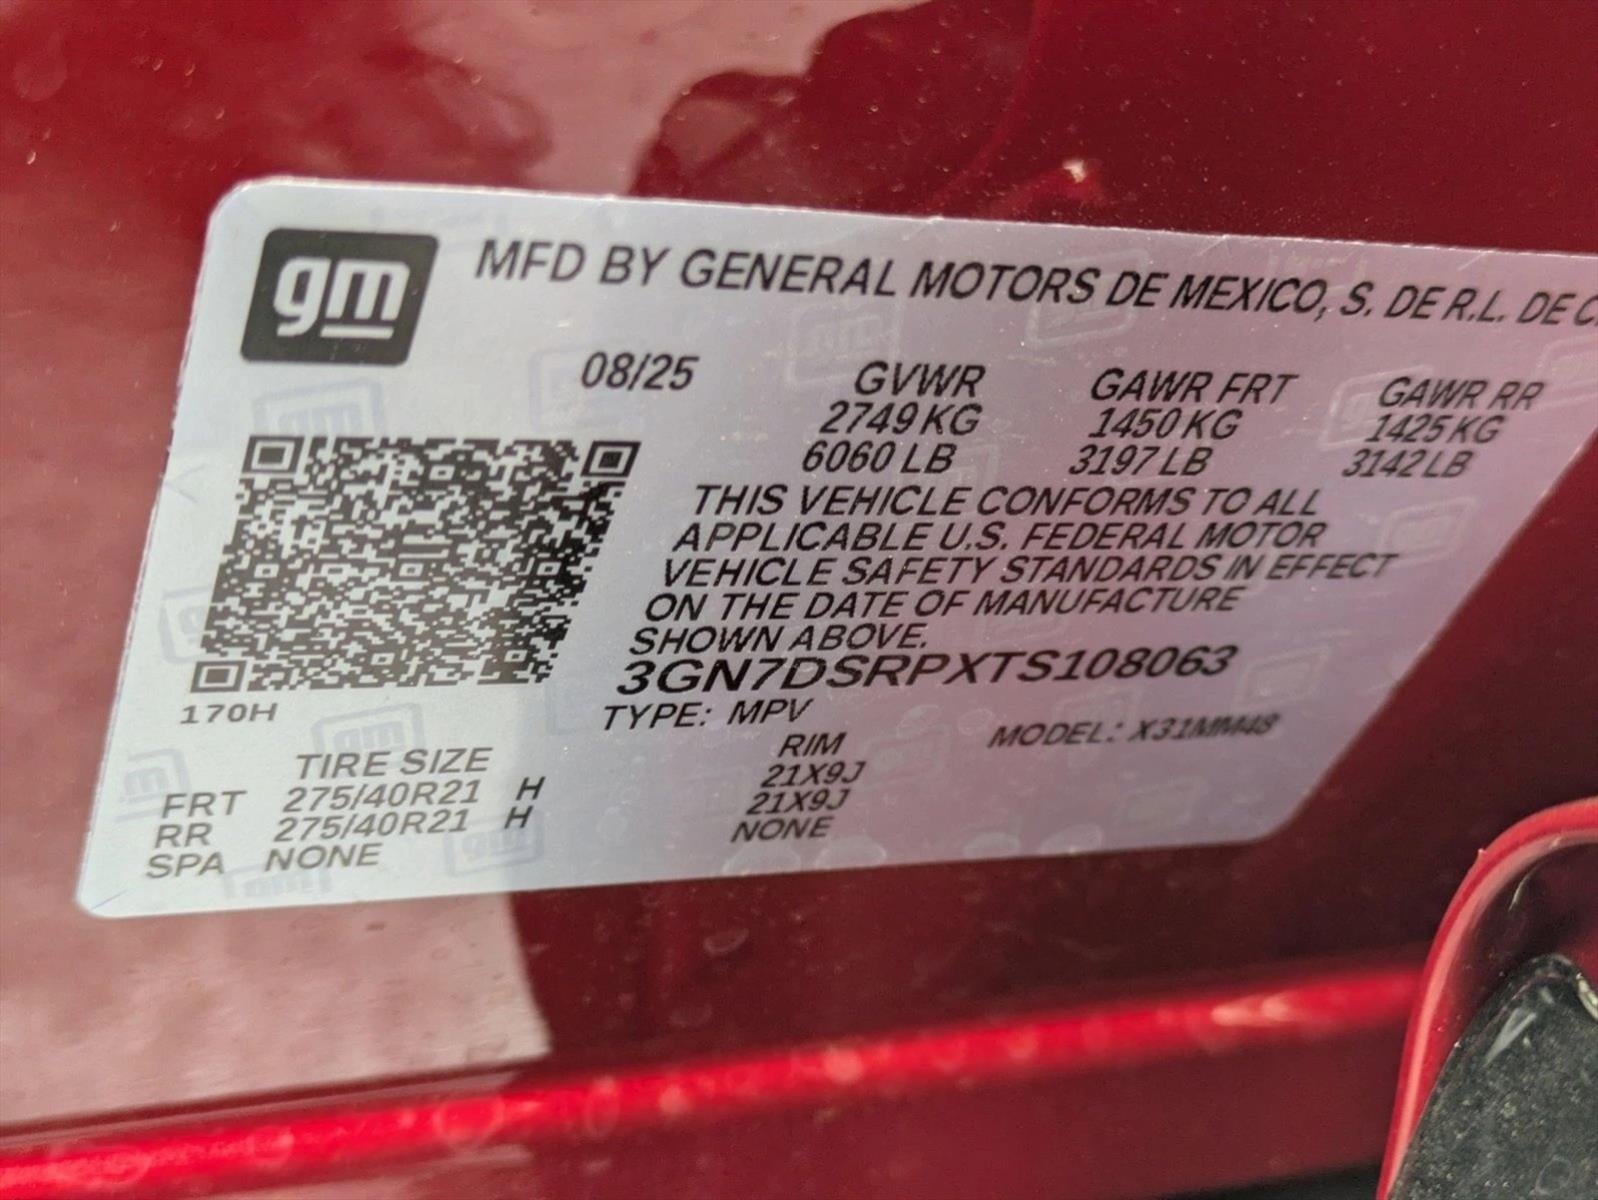 gm
MFD BY GENERAL MOTORS DE MEXICO, S. DE R.L. DE C
08/25 GVWR GAWR FRT GAWR RR
2749 KG 1450 KG 1425 KG
6060 LB 3197 LB 3142 LB
THIS VEHICLE CONFORMS TO ALL
APPLICABLE U.S. FEDERAL MOTOR
VEHICLE SAFETY STANDARDS IN EFFECT
ON THE DATE OF MANUFACTURE
SHOWN ABOVE.
3GN7DSRPXTS108063
170H TYPE: MPV MODEL: X31MM48
TIRE SIZE RIM
FRT 275/40R21 H 21X9J
RR 275/40R21 H 21X9J
SPA NONE NONE